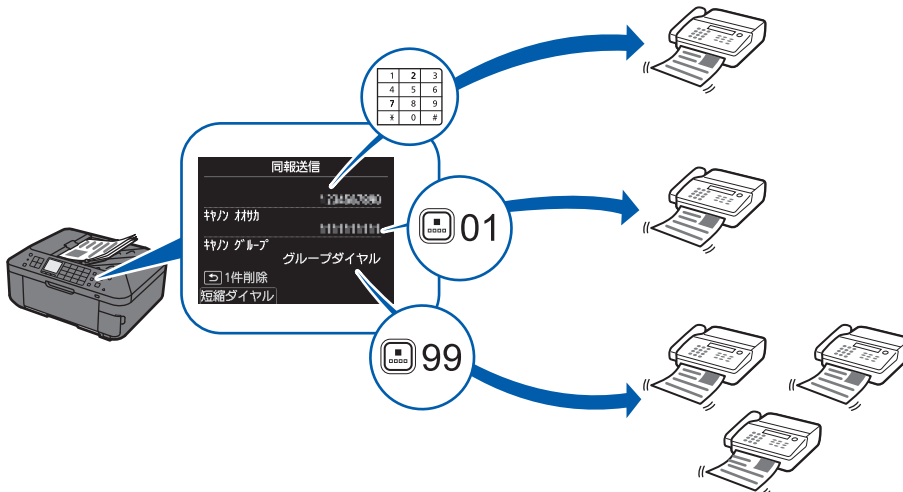 1 2 3
4 5 6
7 8 9
* 0 #
同報送信
1234567890
ｷﾔﾉﾝ ｵｵｻｶ
ｷﾔﾉﾝ ｸﾞﾙｰﾌﾟ
グループダイヤル
1件削除
短縮ダイヤル
01
99